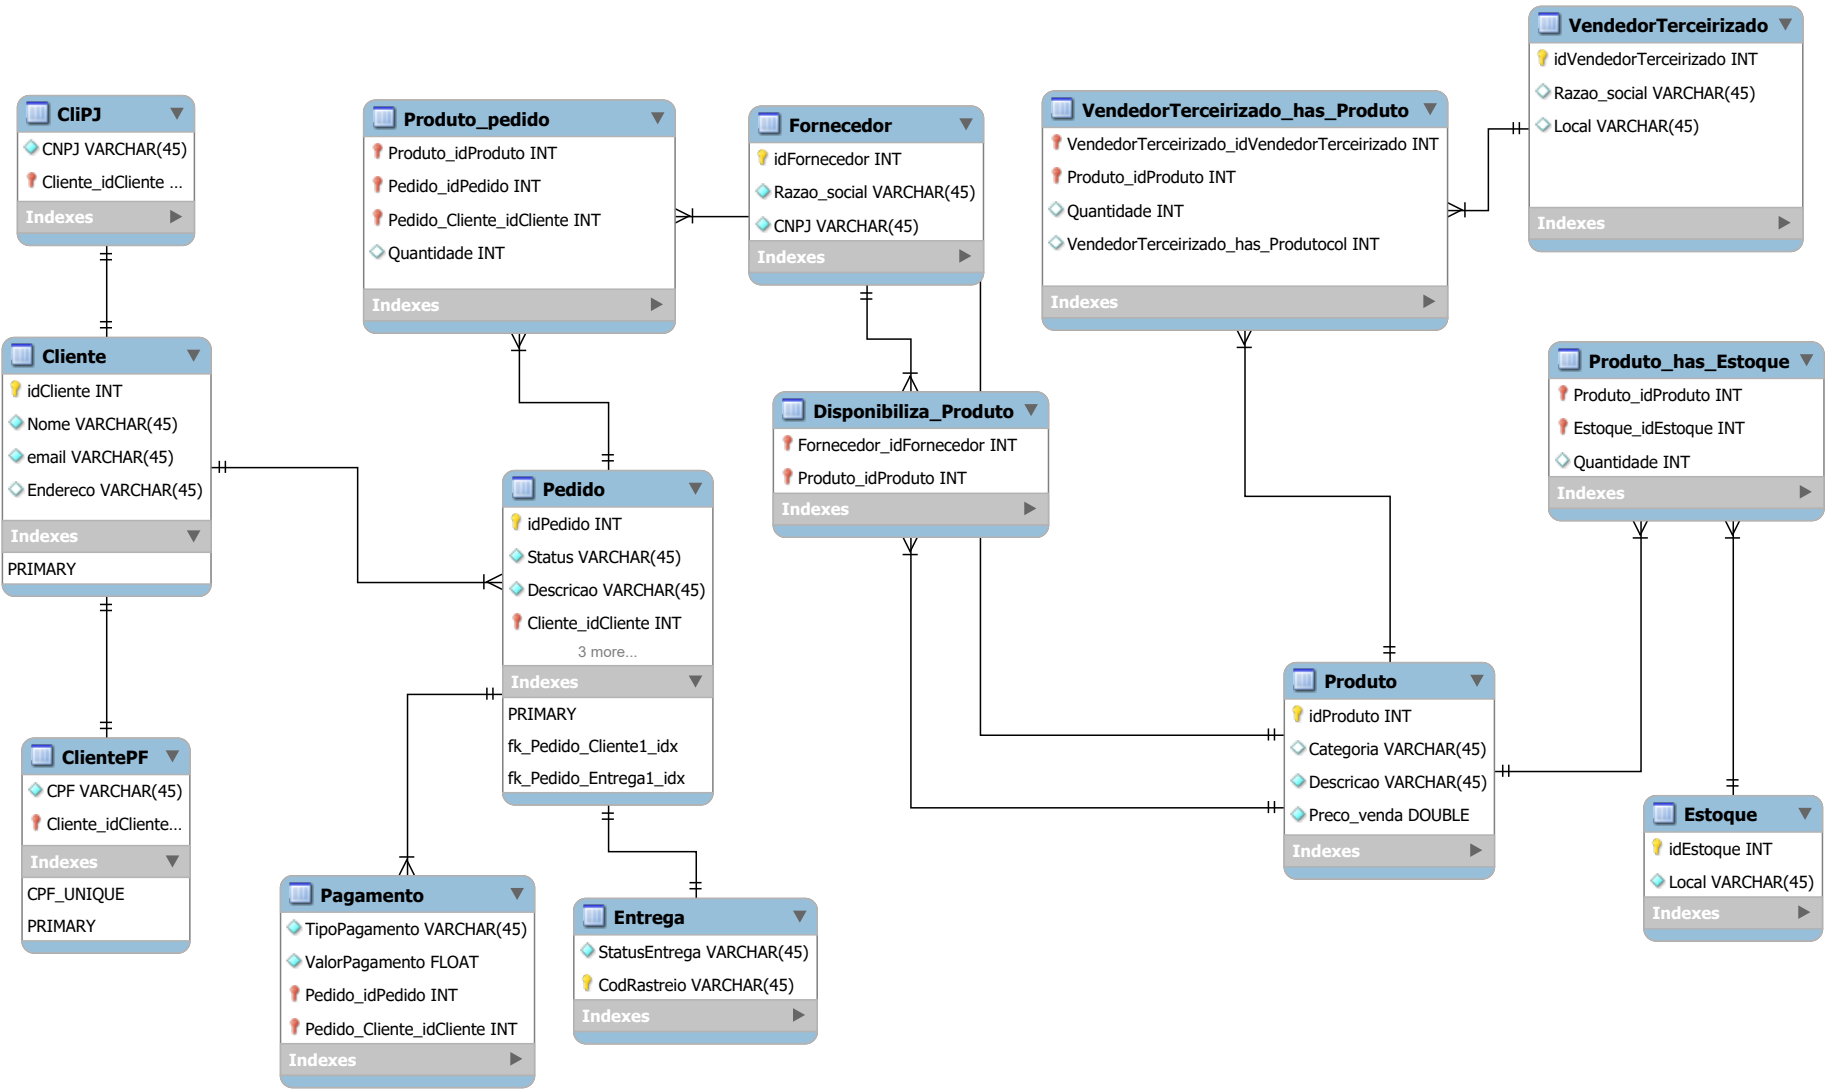 CliPJ
CNPJ VARCHAR(45)
Cliente_idCliente ...
Indexes
Cliente
idCliente INT
Nome VARCHAR(45)
email VARCHAR(45)
Endereco VARCHAR(45)
Indexes
PRIMARY
ClientePF
CPF VARCHAR(45)
Cliente_idCliente...
Indexes
CPF_UNIQUE
PRIMARY
Produto_pedido
Produto_idProduto INT
Pedido_idPedido INT
Pedido_Cliente_idCliente INT
Quantidade INT
Indexes
Pedido
idPedido INT
Status VARCHAR(45)
Descricao VARCHAR(45)
Cliente_idCliente INT
3 more...
Indexes
PRIMARY
fk_Pedido_Cliente1_idx
fk_Pedido_Entrega1_idx
Pagamento
TipoPagamento VARCHAR(45)
ValorPagamento FLOAT
Pedido_idPedido INT
Pedido_Cliente_idCliente INT
Indexes
Entrega
StatusEntrega VARCHAR(45)
CodRastreio VARCHAR(45)
Indexes
Fornecedor
idFornecedor INT
Razao_social VARCHAR(45)
CNPJ VARCHAR(45)
Indexes
Disponibiliza_Produto
Fornecedor_idFornecedor INT
Produto_idProduto INT
Indexes
VendedorTerceirizado_has_Produto
VendedorTerceirizado_idVendedorTerceirizado INT
Produto_idProduto INT
Quantidade INT
VendedorTerceirizado_has_Produtocol INT
Indexes
VendedorTerceirizado
idVendedorTerceirizado INT
Razao_social VARCHAR(45)
Local VARCHAR(45)
Indexes
Produto_has_Estoque
Produto_idProduto INT
Estoque_idEstoque INT
Quantidade INT
Indexes
Produto
idProduto INT
Categoria VARCHAR(45)
Descricao VARCHAR(45)
Preco_venda DOUBLE
Indexes
Estoque
idEstoque INT
Local VARCHAR(45)
Indexes